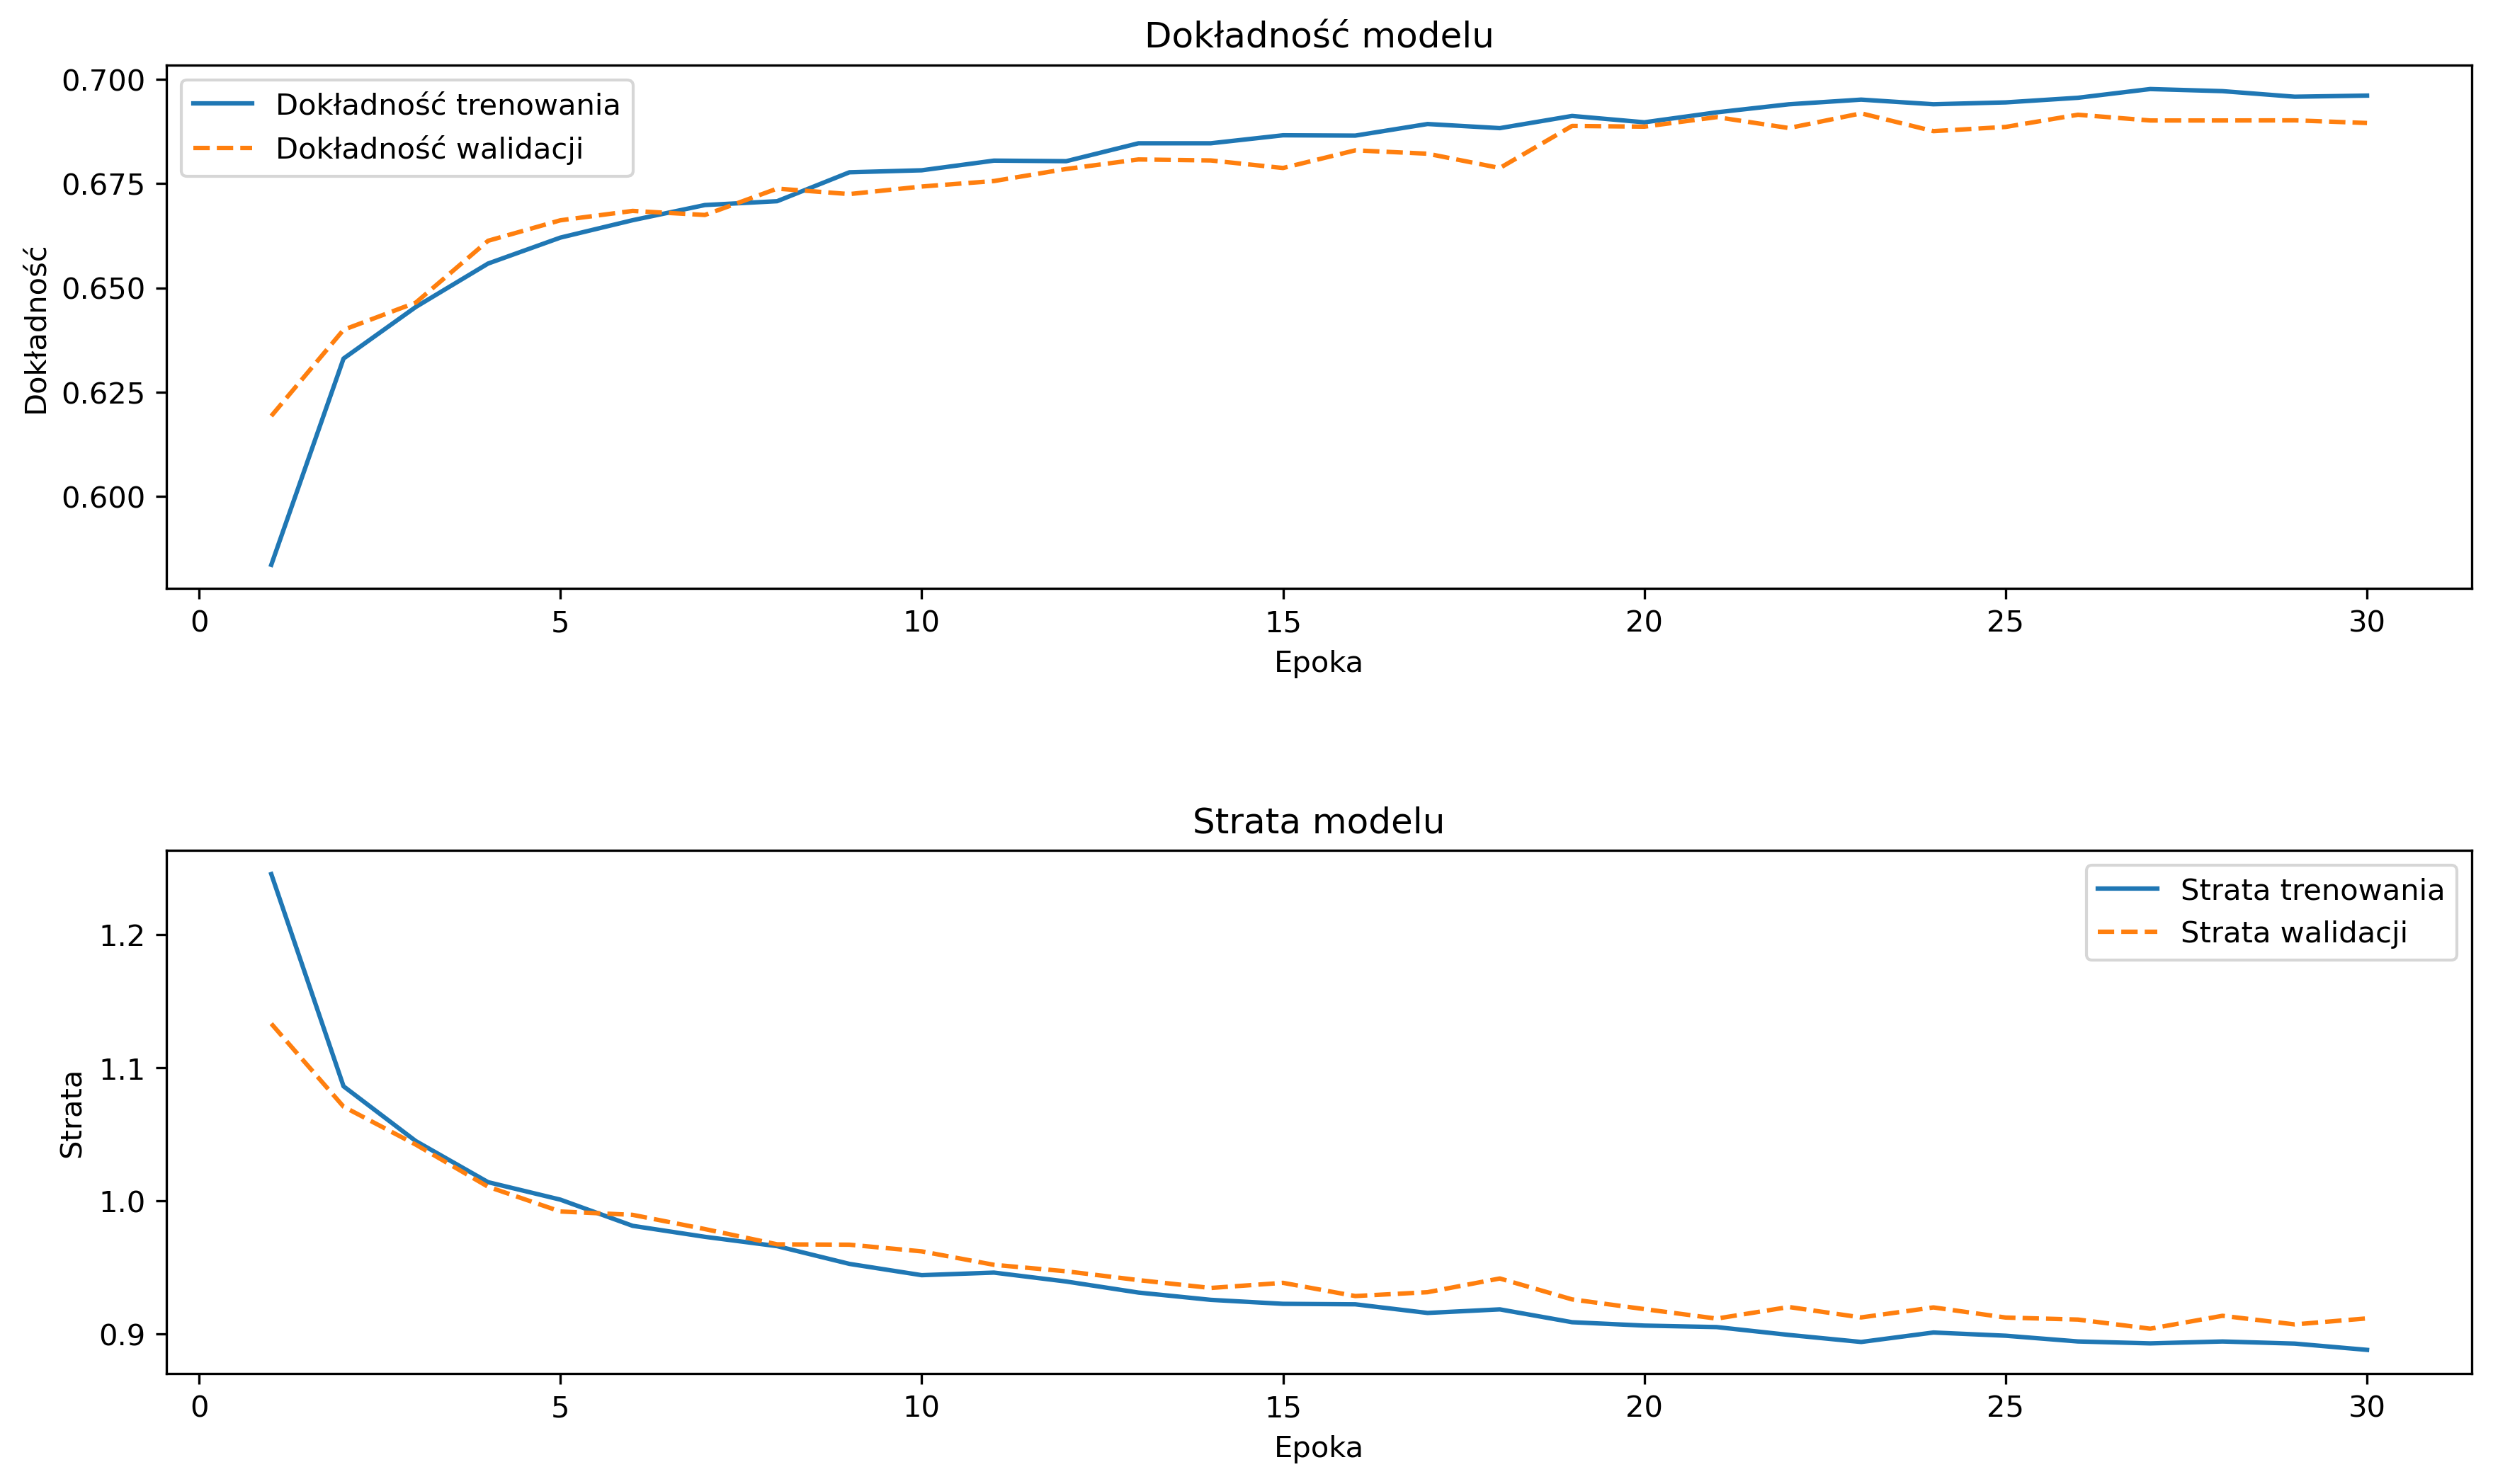 Dokładność modelu
0.700
0.675
0.650
0.625
0.600
Dokładność
Dokładność trenowania
Dokładność walidacji
0 5 10 15 20 25 30
Epoka
Strata modelu
1.2
1.1
1.0
0.9
Strata
Strata trenowania
Strata walidacji
0 5 10 15 20 25 30
Epoka